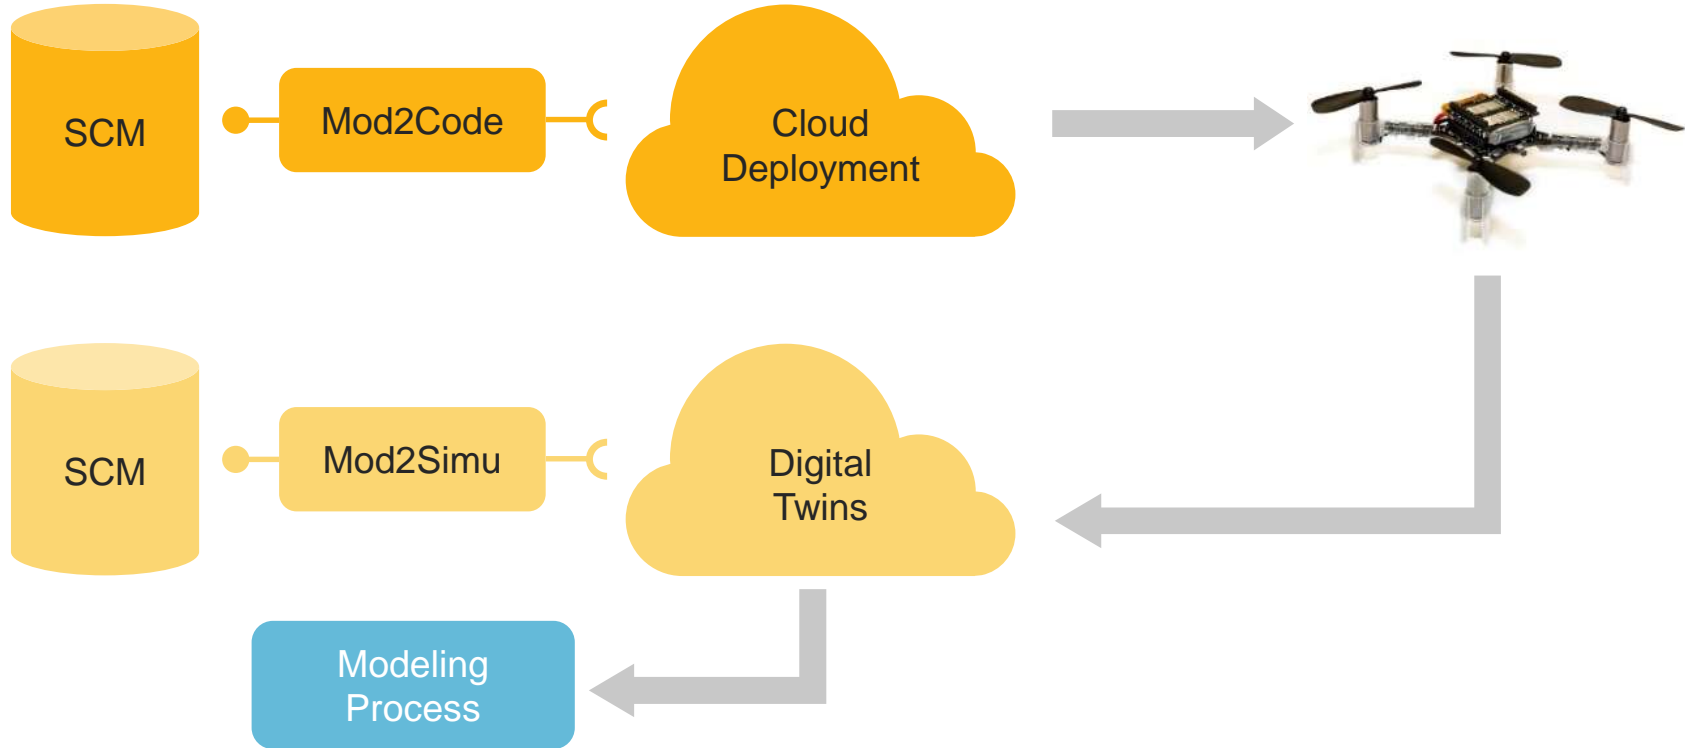 SCM
Mod2Code
Cloud
Deployment
SCM
Mod2Simu
Digital
Twins
Modeling
Process